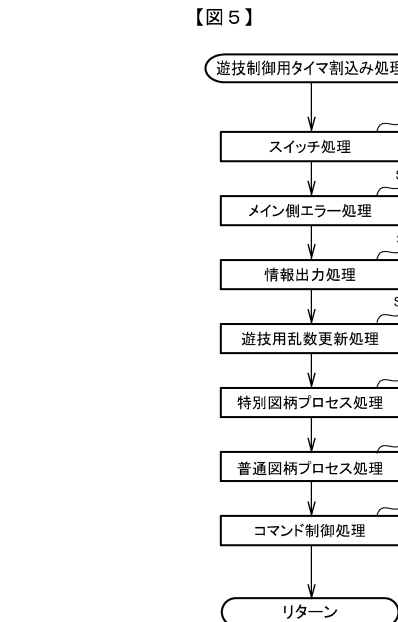 【図５】
遊技制御用タイマ割込み処理
スイッチ処理
メイン側エラー処理
情報出力処理
遊技用乱数更新処理
特別図柄プロセス処理
普通図柄プロセス処理
コマンド制御処理
リターン